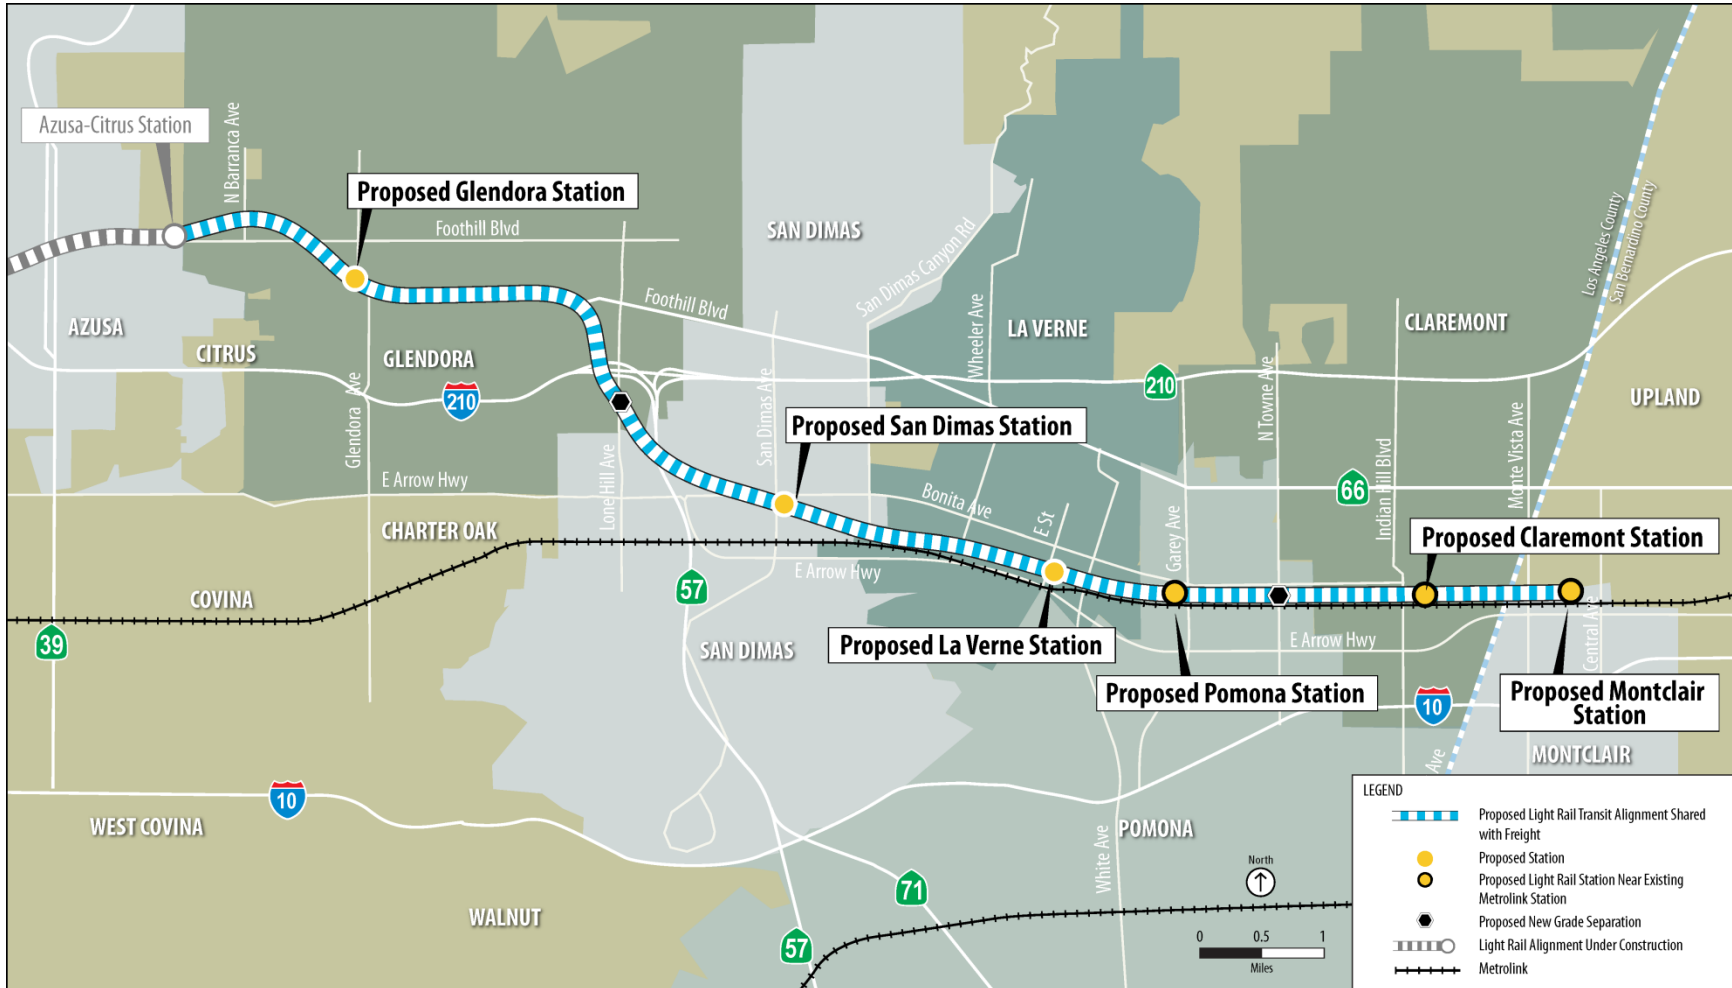 Azusa-Citrus Station
N Barranca Ave
Proposed Glendora Station
Foothill Blvd
SAN DIMAS
San Dimas Canyon Rd
Los Angeles County
San Bernardino County
Foothill Blvd
AZUSA
CITRUS
GLENDORA
Wheeler Ave
LA VERNE
CLAREMONT
210
210
UPLAND
Glendora Ave
San Dimas Ave
N Towne Ave
Monte Vista Ave
Proposed San Dimas Station
Lone Hill Ave
E Arrow Hwy
Bonita Ave
66
Indian Hill Blvd
CHARTER OAK
E St
Garey Ave
Proposed Claremont Station
E Arrow Hwy
57
COVINA
39
SAN DIMAS
Proposed La Verne Station
E Arrow Hwy
Central Ave
Proposed Pomona Station
10
Proposed Montclair
Station
MONTCLAIR
Ave
10
WEST COVINA
POMONA
White Ave
WALNUT
71
57
North
0 0.5 1
Miles
LEGEND
Proposed Light Rail Transit Alignment Shared
with Freight
Proposed Station
Proposed Light Rail Station Near Existing
Metrolink Station
Proposed New Grade Separation
Light Rail Alignment Under Construction
Metrolink